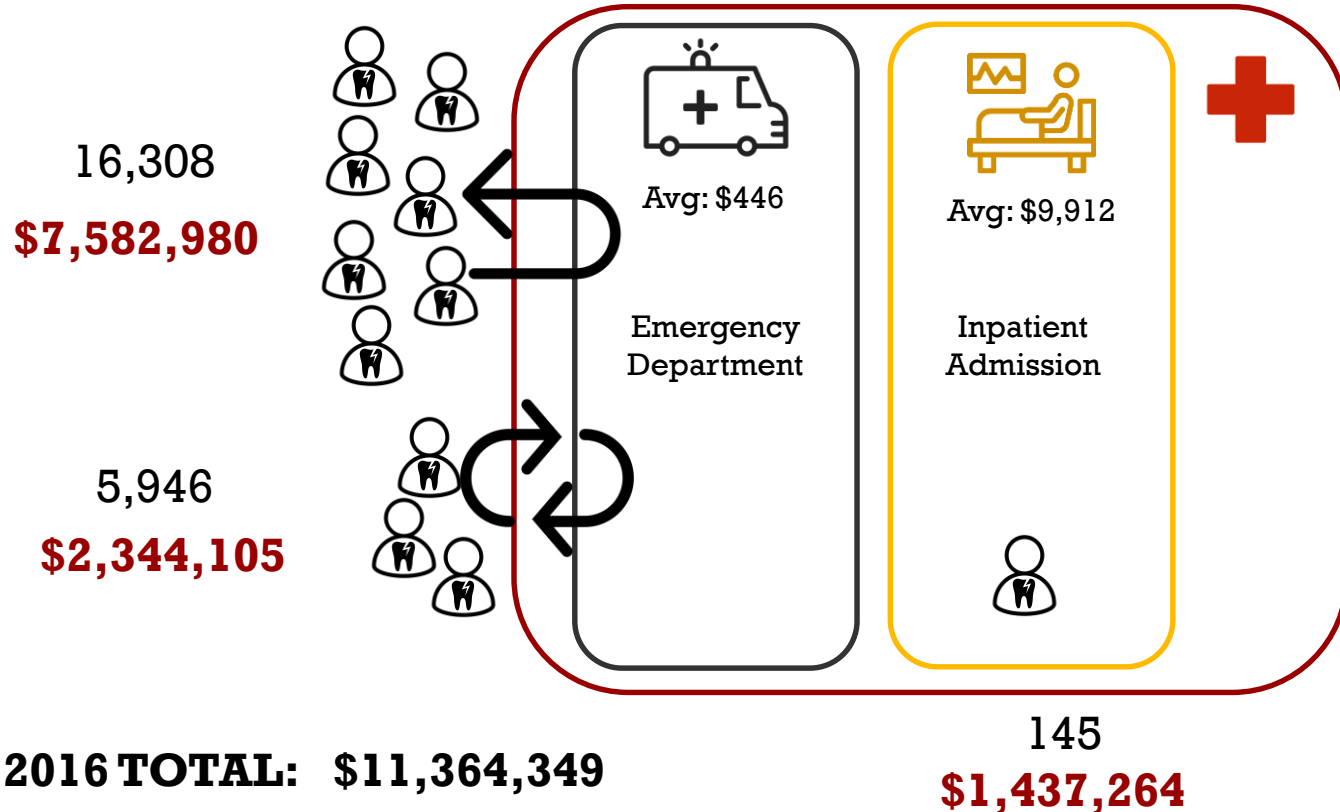 16,308
$7,582,980
Avg: $446
Avg: $9,912
Emergency
Department
Inpatient
Admission
5,946
$2,344,105
145
$1,437,264
2016 TOTAL: $11,364,349